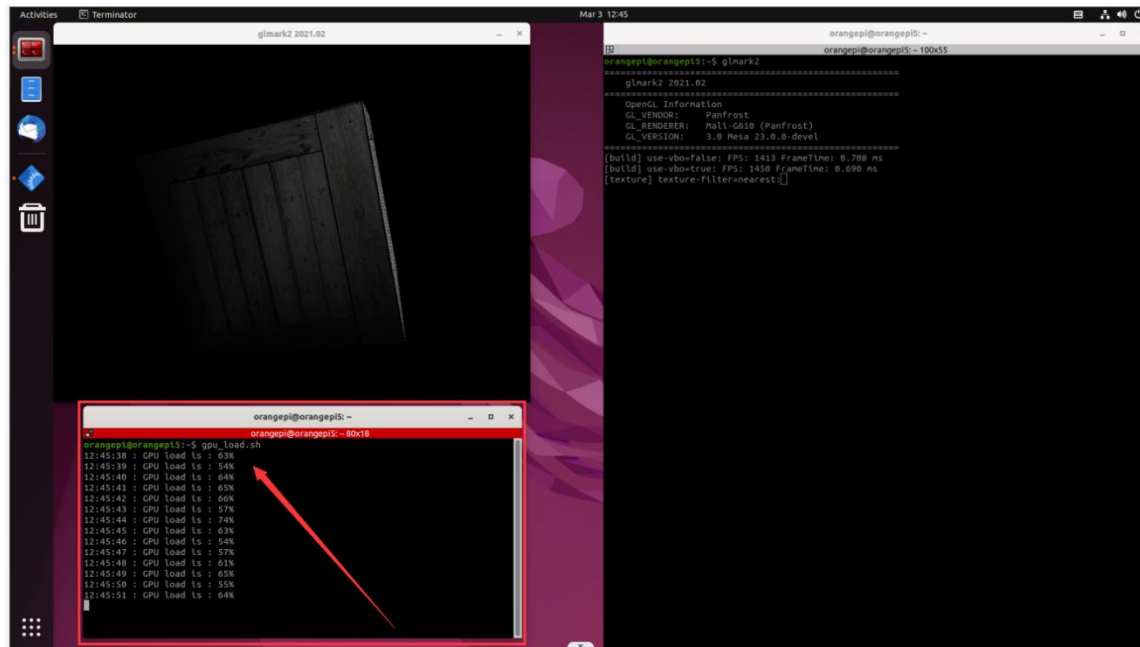 Activities Terminator Mar 3 12:45
glmark2 2021.02
orangepi@orangepi5: ~
orangepi@orangepi5: ~ 80x18
orangepi@orangepi5:~$ gpu_load.sh
12:45:38 : GPU load is : 63%
12:45:39 : GPU load is : 54%
12:45:40 : GPU load is : 64%
12:45:41 : GPU load is : 65%
12:45:42 : GPU load is : 66%
12:45:43 : GPU load is : 57%
12:45:44 : GPU load is : 74%
12:45:45 : GPU load is : 63%
12:45:46 : GPU load is : 54%
12:45:47 : GPU load is : 57%
12:45:48 : GPU load is : 61%
12:45:49 : GPU load is : 65%
12:45:50 : GPU load is : 55%
12:45:51 : GPU load is : 64%
orangepi@orangepi5: ~
orangepi@orangepi5: ~ 100x55
orangepi@orangepi5:~$ glmark2
=======================================================
glmark2 2021.02
=======================================================
OpenGL Information
GL_VENDOR: Panfrost
GL_RENDERER: Mali-G610 (Panfrost)
GL_VERSION: 3.0 Mesa 23.0.0-devel
=======================================================
[build] use-vbo=false: FPS: 1413 FrameTime: 0.708 ms
[build] use-vbo=true: FPS: 1450 FrameTime: 0.690 ms
[texture] texture-filter=nearest: